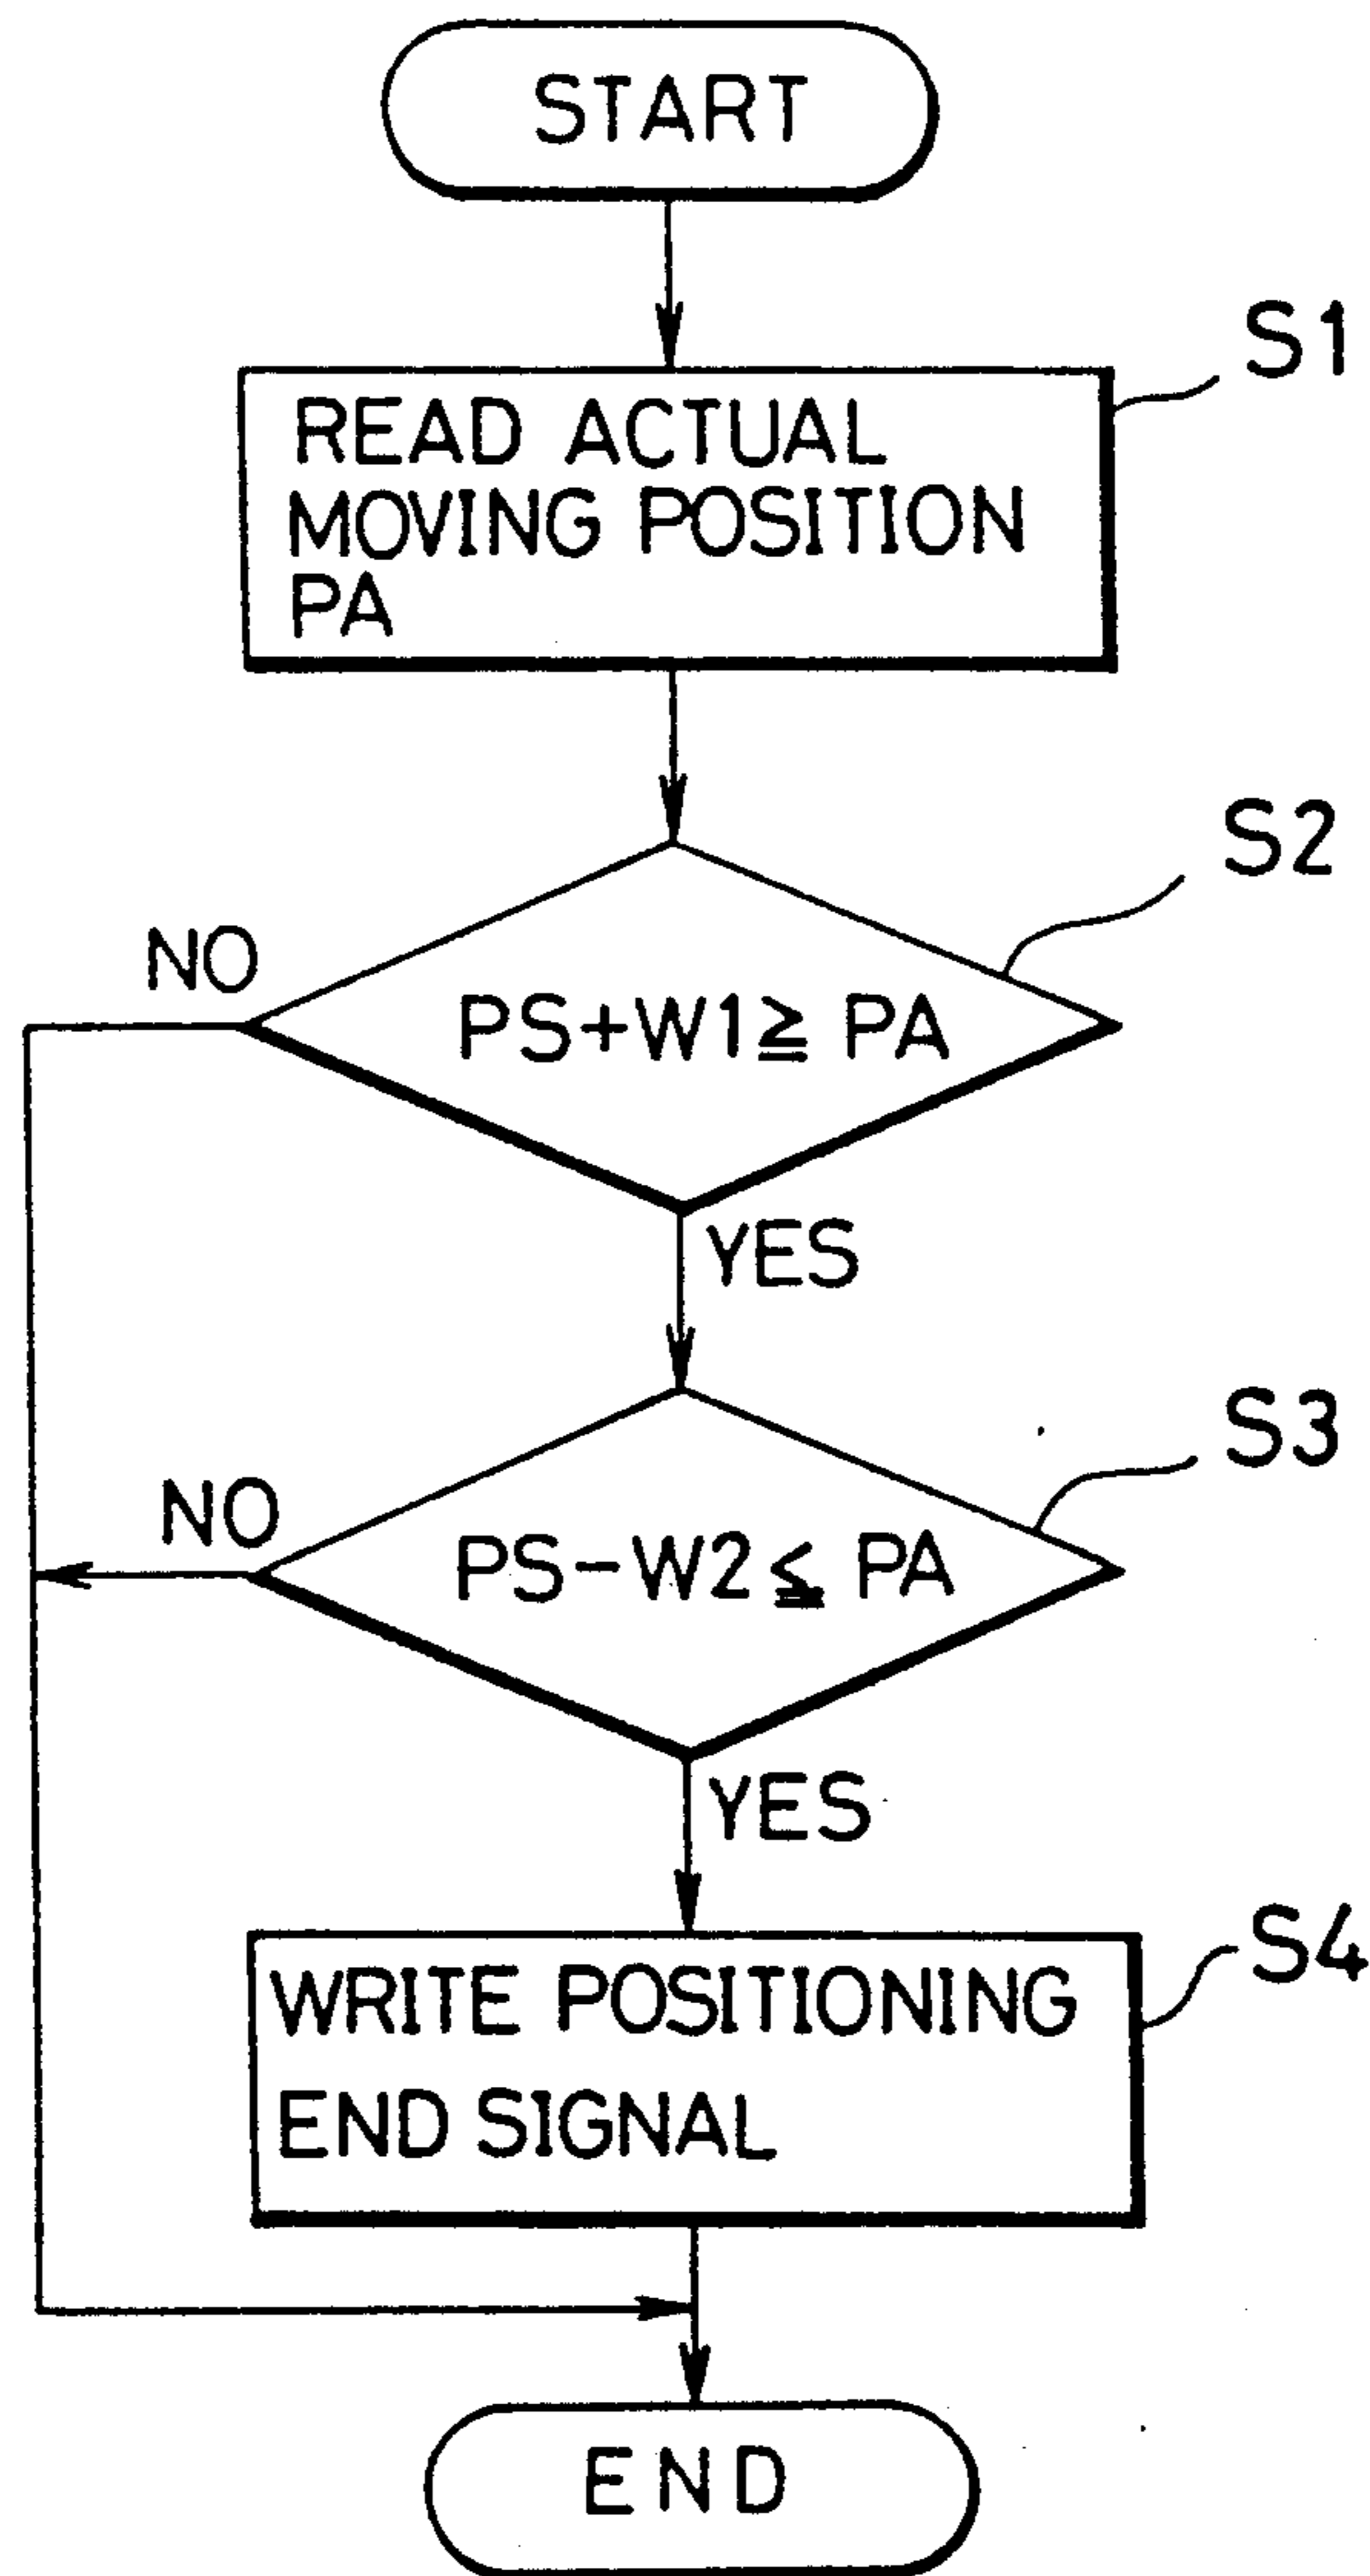 START
S1
READ ACTUAL
MOVING POSITION
PA
S2
NO
PS+W1≧ PA
YES
S3
NO
PS-W2≦ PA
YES
S4
WRITE POSITIONING
END SIGNAL
END